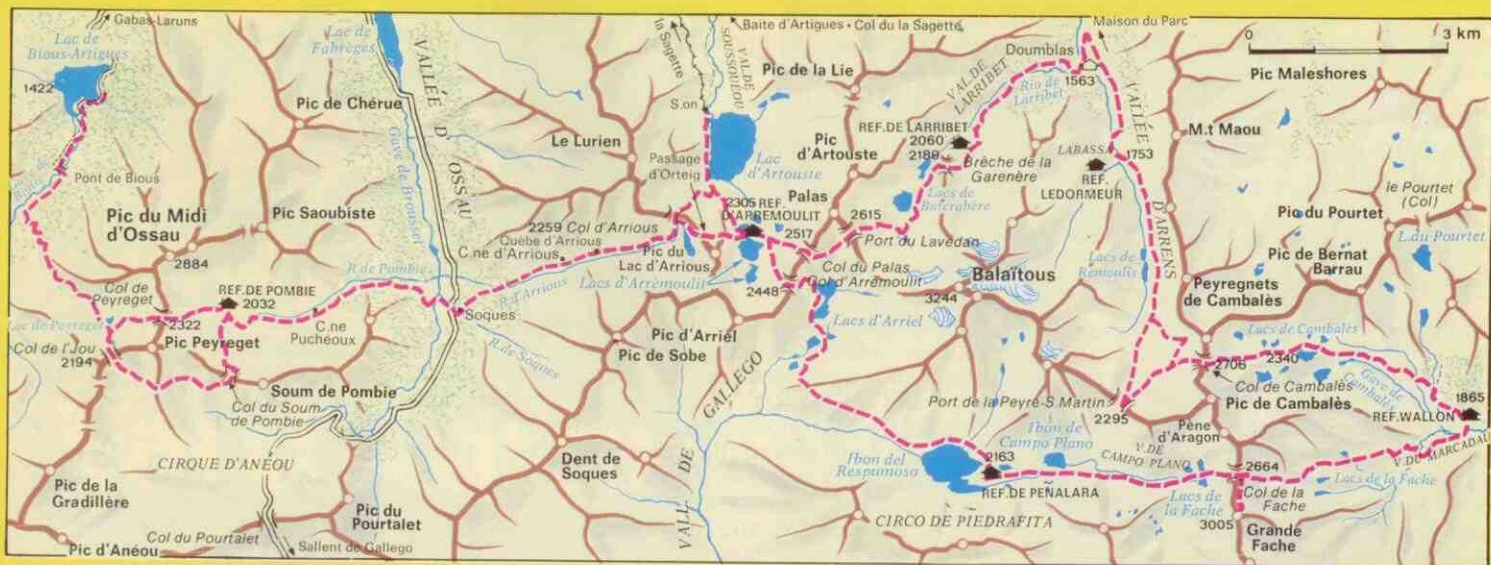 Gabas-Laruns
Lac de
Bious-Artigues
1422
Pont de Bious
Pic du Midi
d'Ossau
2884
Col de
Peyreget
Lac de Peyreget
Col de l'Iou
2194
2322
Pic Peyreget
REF. DE POMBIE
2032
Pic Saoubiste
Pic de Chérue
Lac de
Fabrèges
VALLÉE D'OSSAU
Gave de Brousset
R. de Pombie
C.ne
Puchéoux
Soum de Pombie
Col du Soum
de Pombie
CIRQUE D'ANEOU
Pic de la
Gradillère
Pic d'Anéou
Col du Pourtalet
Sallent de Gallego
Pic du
Pourtalet
Soques
R. de Soques
Dent de
Soques
C.ne d'Arrious
Quèbe d'Arrious
R. d'Arrious
2259 Col d'Arrious
Le Lurien
la Sagette
Baite d'Artigues • Col du la Sagette
VAL DE
SOUSSOUÉOU
S.on
Passage
d'Orteig
Lac
d'Artouste
2305 REF.
D'ARREMOULIT
Pic du
Lac d'Arrious
Lacs d'Arrémoulit
Pic d'Arriél
Pic de Sobe
2448
2517
Palas
2615
Port du Lavédan
Col du Palas
Col d'Arrémoulit
Lacs d'Arriel
VALL DE GALLEGO
Pic de la Lie
Pic
d'Artouste
VAL DE
LARRIBET
REF. DE LARRIBET
2060
2189
Brèche de la
Garenère
Lacs de
Batcrabère
Rio de
Larribet
Doumblas
1563
Maison du Parc
VALLÉE D'ARRENS
LABASSA
1753
REF.
LEDORMEUR
Balaïtous
3244
Lacs de
Remoulis
M.t Maou
Pic Maleshores
0
3 km
le Pourtet
(Col)
Pic du Pourtet
L. du Pourtet
Pic de Bernat
Barrau
Peyregnets
de Cambalès
Lacs de Cambalès
2340
2706
Col de Cambalès
Pic de Cambalès
Gave de
Cambalès
1865
REF. WALLON
V. DU MARCADAU
Port de la Peyre-S. Martin
2295
Pène
d'Aragon
Ibon de
Campo Plano
V. DE
CAMPO PLANO
Ibon del
Respumoso
2163
REF. DE PEÑALARA
CIRCO DE PIEDRAFITA
Lacs de
la Fache
2664
Col de la
Fache
Lacs de la Fache
3005
Grande
Fache